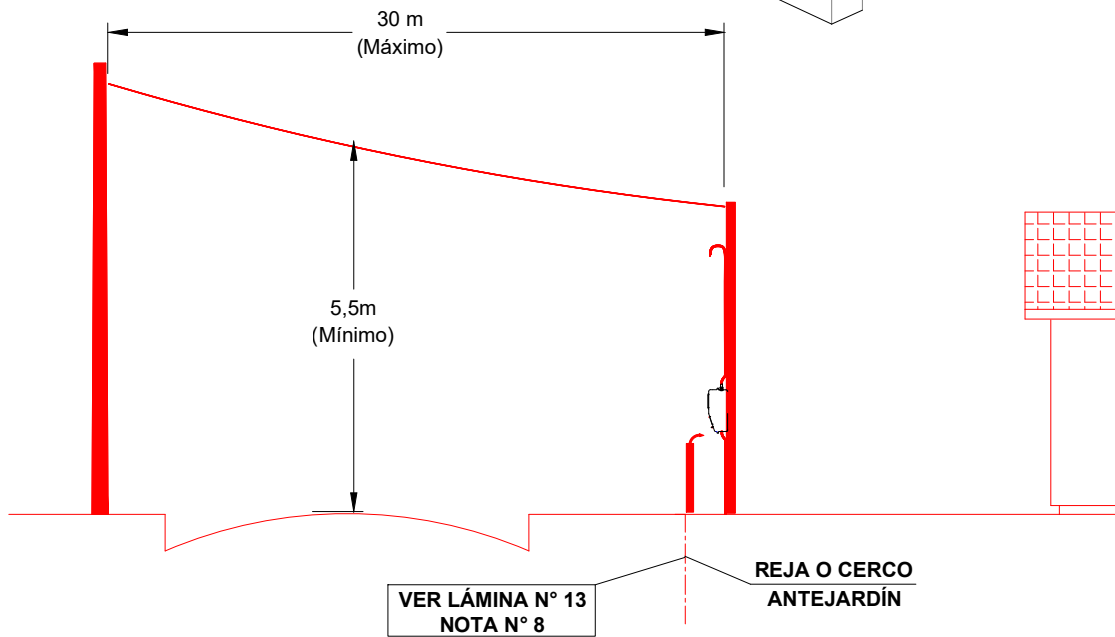 30 m
(Máximo)
5,5m
(Mínimo)
VER LÁMINA N° 13
NOTA N° 8
REJA O CERCO
ANTEJARDÍN